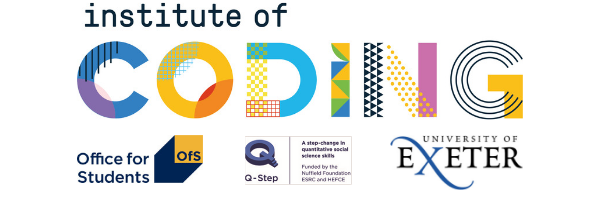 institute of
CODING
Office for
Students
OfS
Q-Step
A step-change in
quantitative social
science skills
Funded by the
Nuffield Foundation
ESRC and HEFCE
UNIVERSITY OF
EXETER